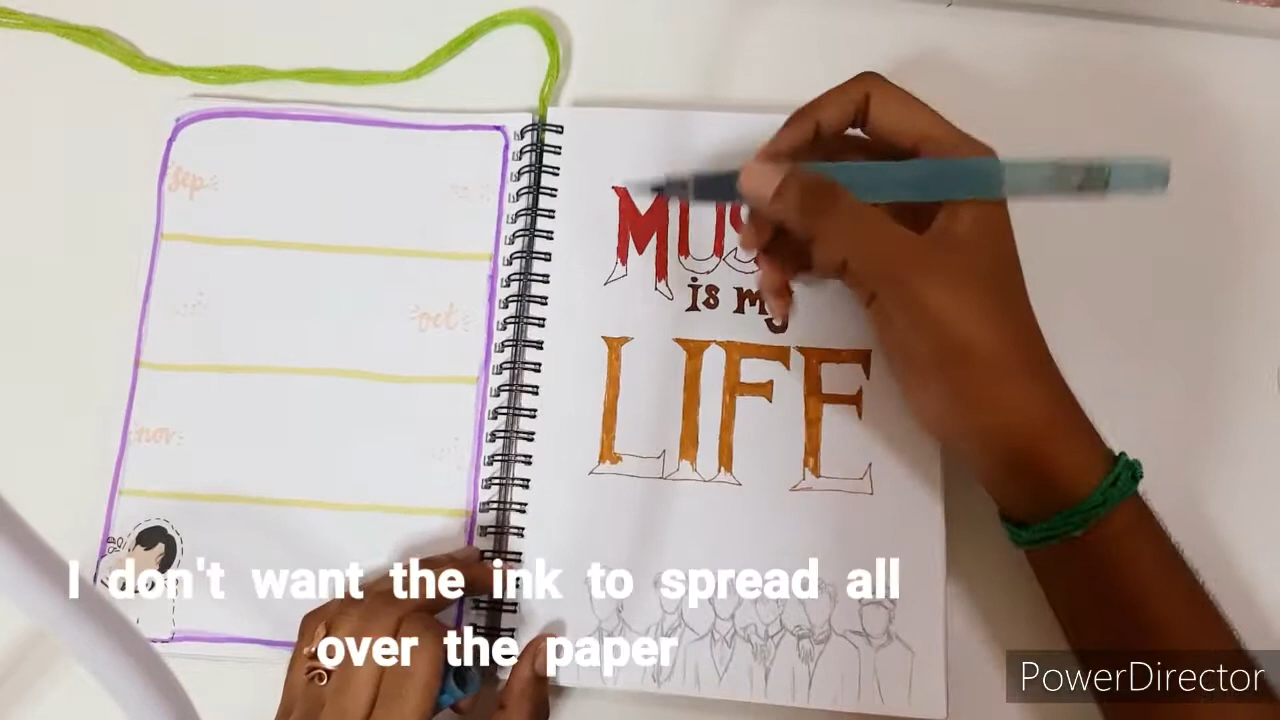 sep
oct
nov
MUS
is my
LIFE
I don't want the ink to spread all
over the paper
PowerDirector